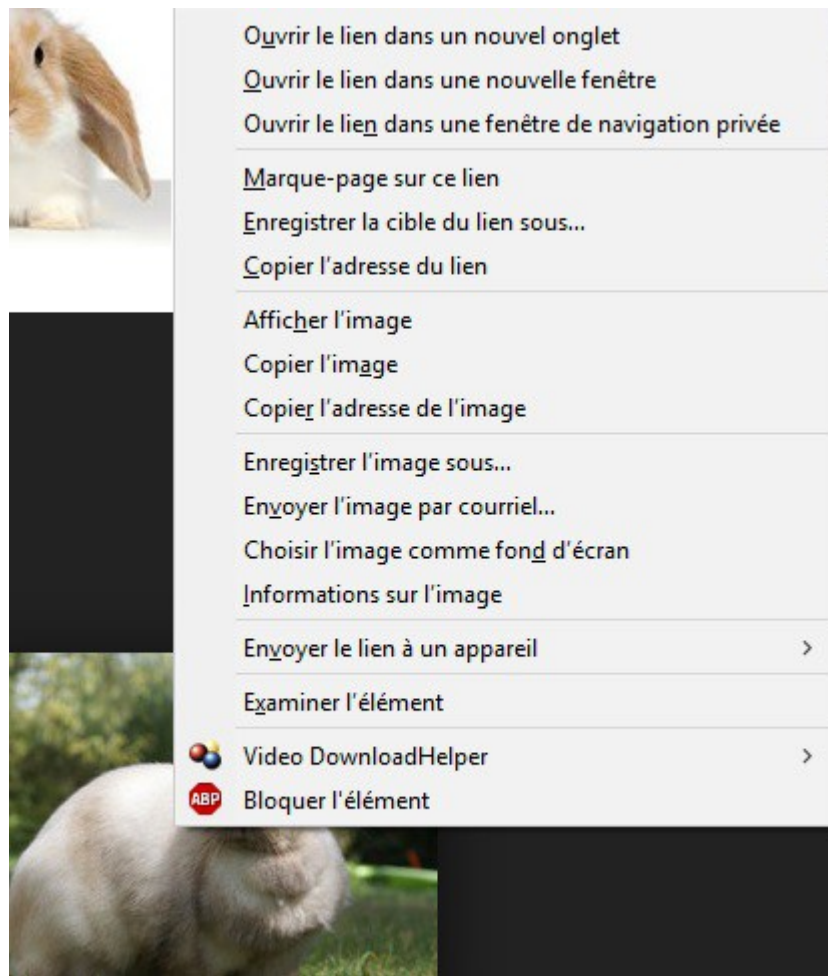 Ouvrir le lien dans un nouvel onglet
Ouvrir le lien dans une nouvelle fenêtre
Ouvrir le lien dans une fenêtre de navigation privée
Marque-page sur ce lien
Enregistrer la cible du lien sous...
Copier l'adresse du lien
Afficher l'image
Copier l'image
Copier l'adresse de l'image
Enregistrer l'image sous...
Envoyer l'image par courriel...
Choisir l'image comme fond d'écran
Informations sur l'image
Envoyer le lien à un appareil
Examiner l'élément
Video DownloadHelper
ABP Bloquer l'élément